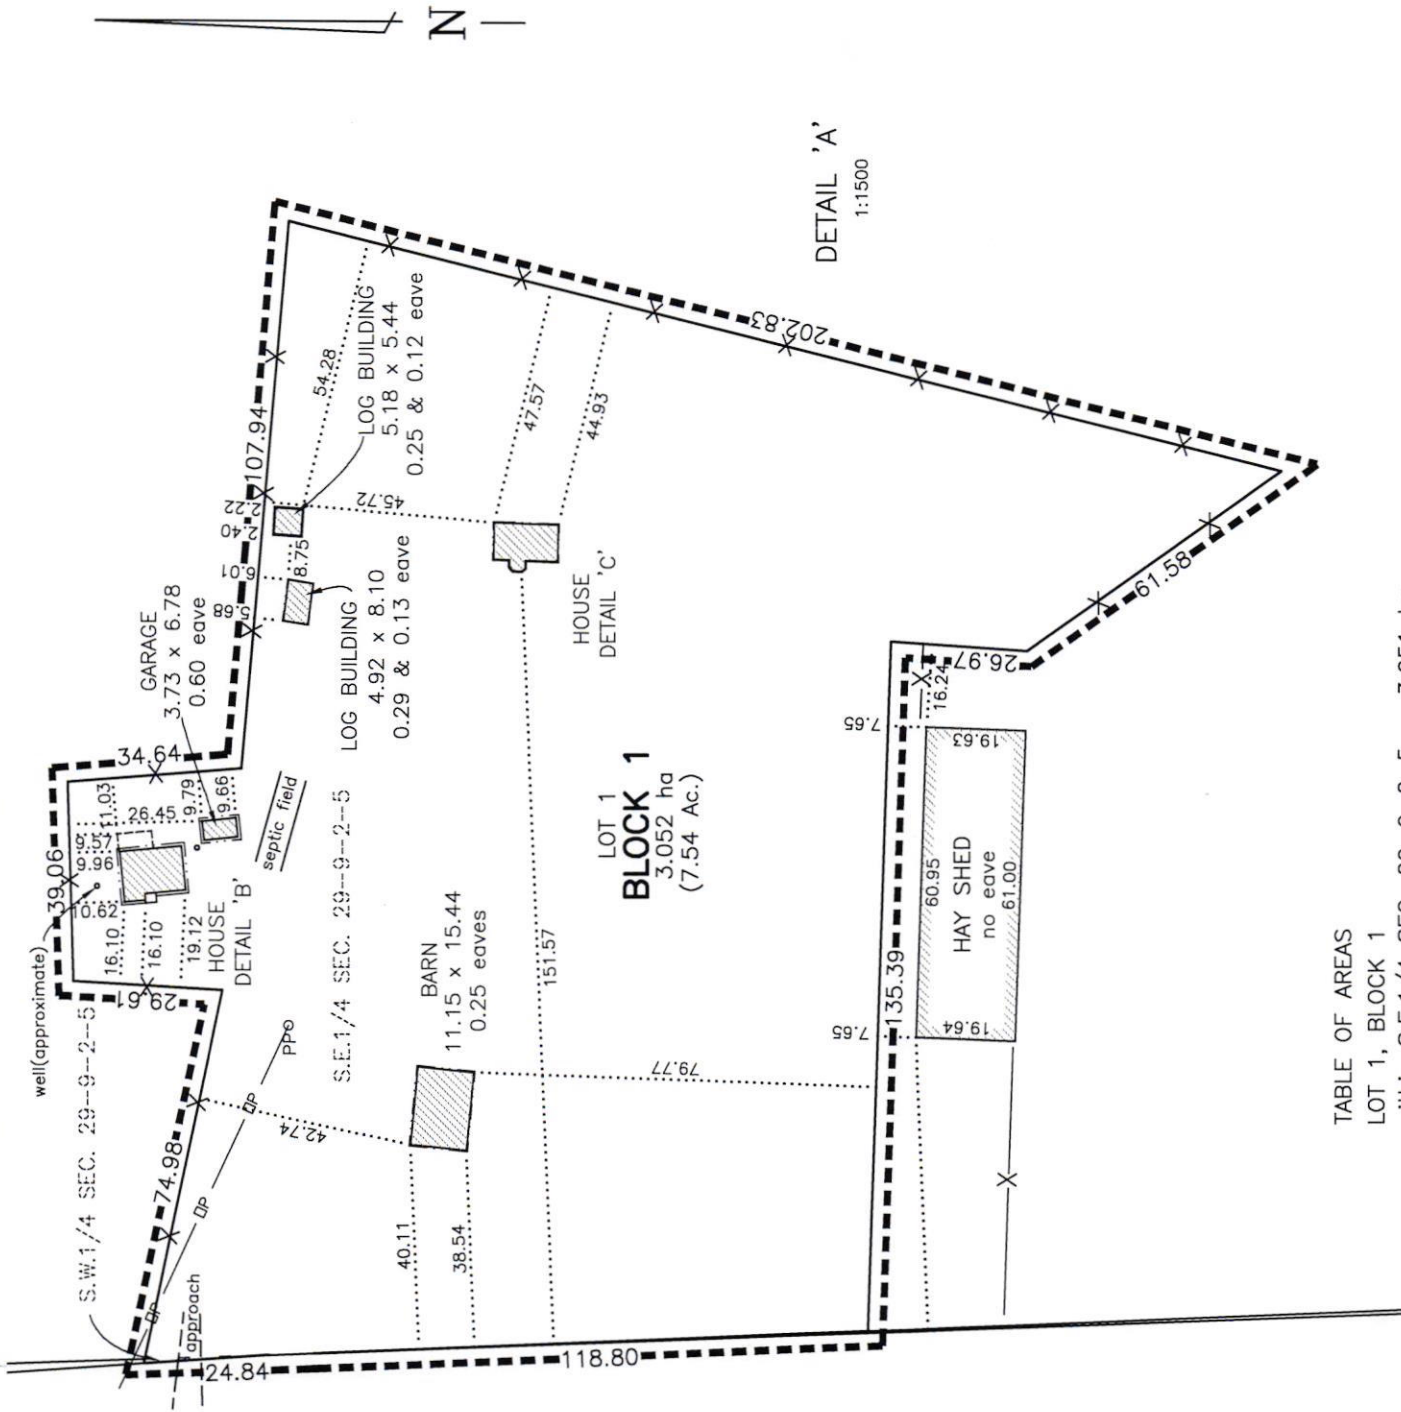 N
DETAIL 'A'
1:1500
107.94
202.83
61.58
26.97
135.39
118.80
24.84
74.98
29.61
39.06
34.64
54.28
LOG BUILDING
5.18 x 5.44
0.25 & 0.12 eave
47.57
44.93
45.72
2.22
2.40
8.75
6.01
5.68
GARAGE
3.73 x 6.78
0.60 eave
LOG BUILDING
4.92 x 8.10
0.29 & 0.13 eave
HOUSE
DETAIL 'C'
11.03
26.45
9.79
9.66
9.57
9.96
10.62
16.10
16.10
19.12
septic field
HOUSE
DETAIL 'B'
well(approximate)
S.W.1/4 SEC. 29--9--2--5
S.E.1/4 SEC. 29--9--2--5
PP
P
P
P
approach
BARN
11.15 x 15.44
0.25 eaves
42.74
40.11
38.54
79.77
151.57
LOT 1
BLOCK 1
3.052 ha
(7.54 Ac.)
7.65
7.65
16.24
19.63
60.95
HAY SHED
no eave
61.00
19.64
TABLE OF AREAS
LOT 1, BLOCK 1